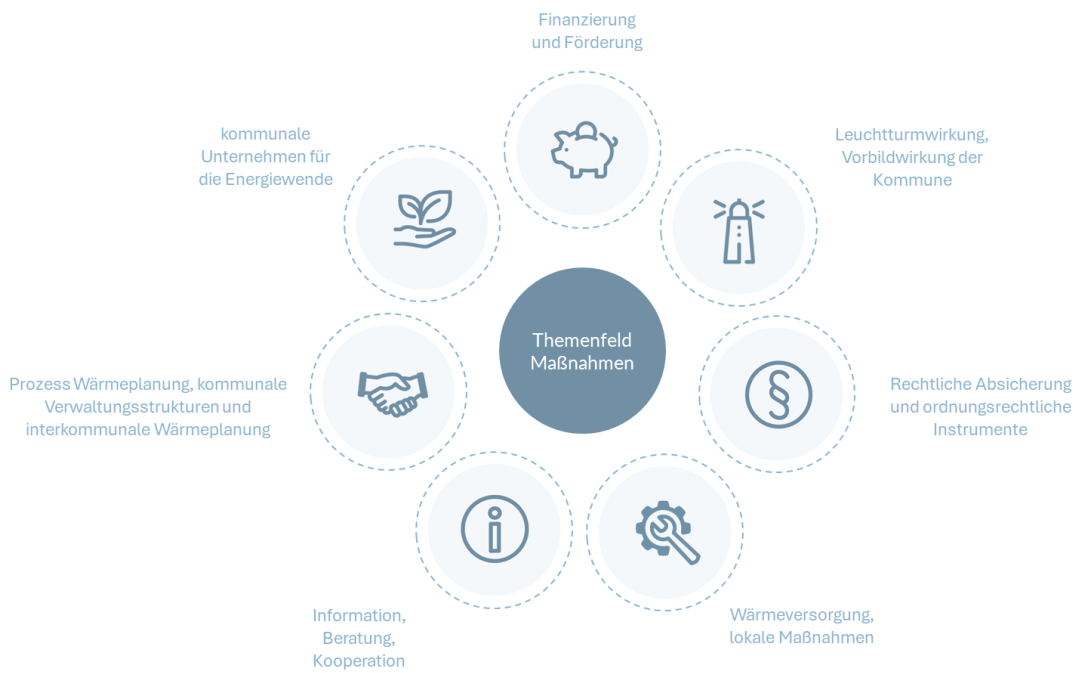 Finanzierung
und Förderung
kommunale
Unternehmen für
die Energiewende
Leuchtturmwirkung,
Vorbildwirkung der
Kommune
Themenfeld
Maßnahmen
Prozess Wärmeplanung, kommunale
Verwaltungsstrukturen und
interkommunale Wärmeplanung
§
Rechtliche Absicherung
und ordnungsrechtliche
Instrumente
i
Information,
Beratung,
Kooperation
Wärmeversorgung,
lokale Maßnahmen